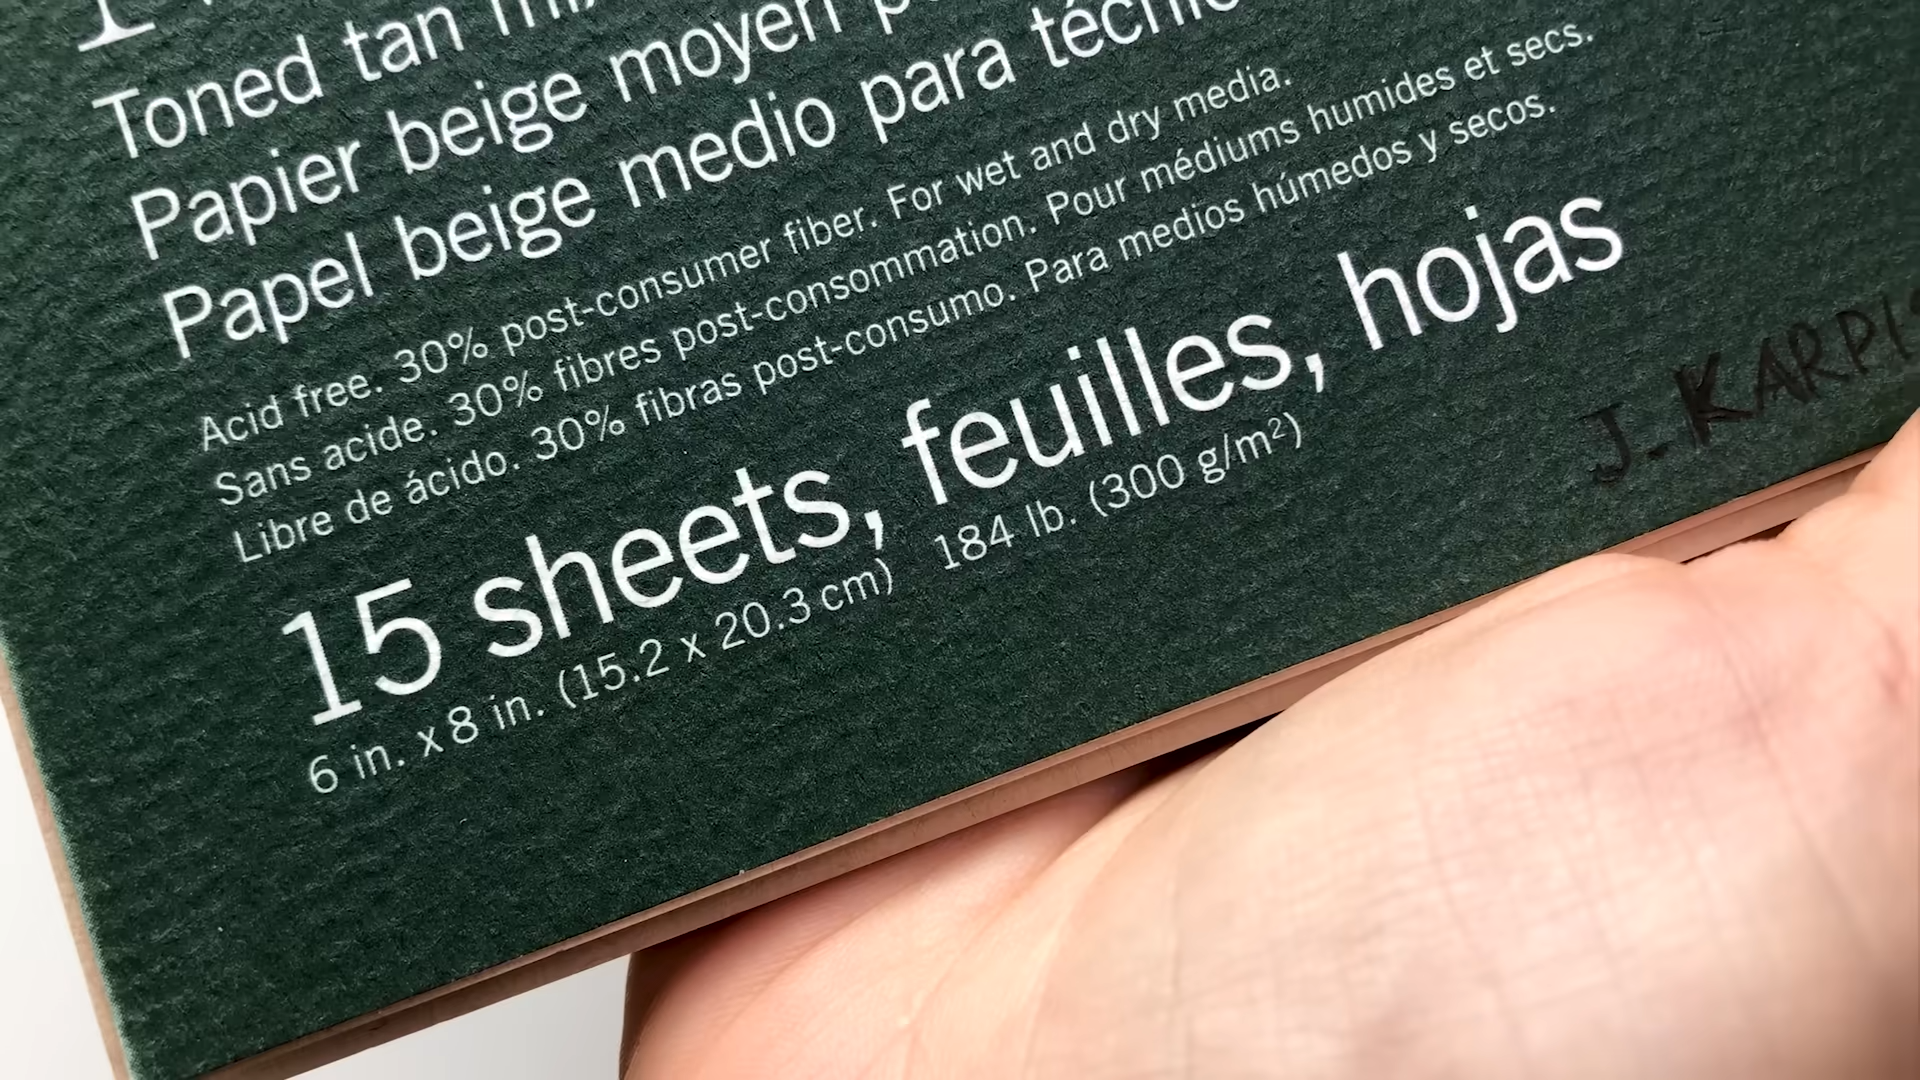 Toned tan
Papier beige moyen
Papel beige medio para
Acid free. 30% post-consumer fiber. For wet and dry media.
Sans acide. 30% fibres post-consommation. Pour médiums humides et secs.
Libre de ácido. 30% fibras post-consumo. Para medios húmedos y secos.
15 sheets, feuilles, hojas
6 in. x 8 in. (15.2 x 20.3 cm) 184 lb. (300 g/m²)
J. KARPI